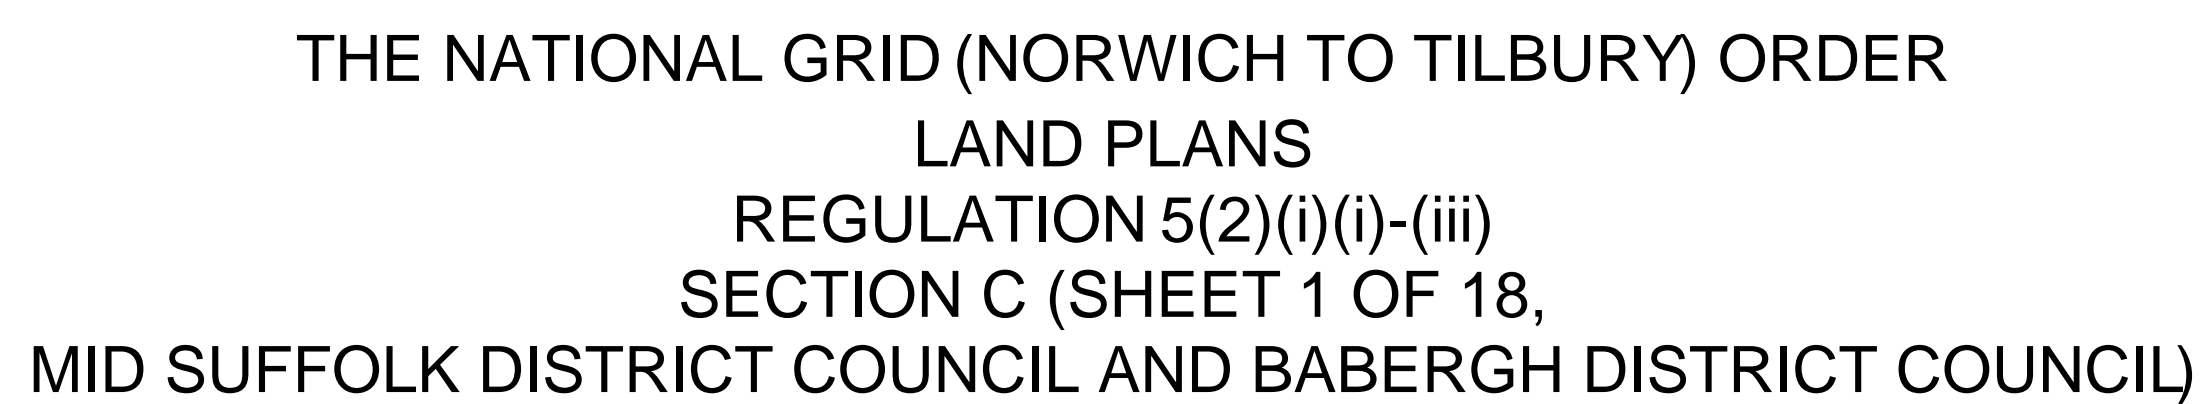 THE NATIONAL GRID (NORWICH TO TILBURY) ORDER
LAND PLANS
REGULATION 5(2)(i)(i)-(iii)
SECTION C (SHEET 1 OF 18,
MID SUFFOLK DISTRICT COUNCIL AND BABERGH DISTRICT COUNCIL)